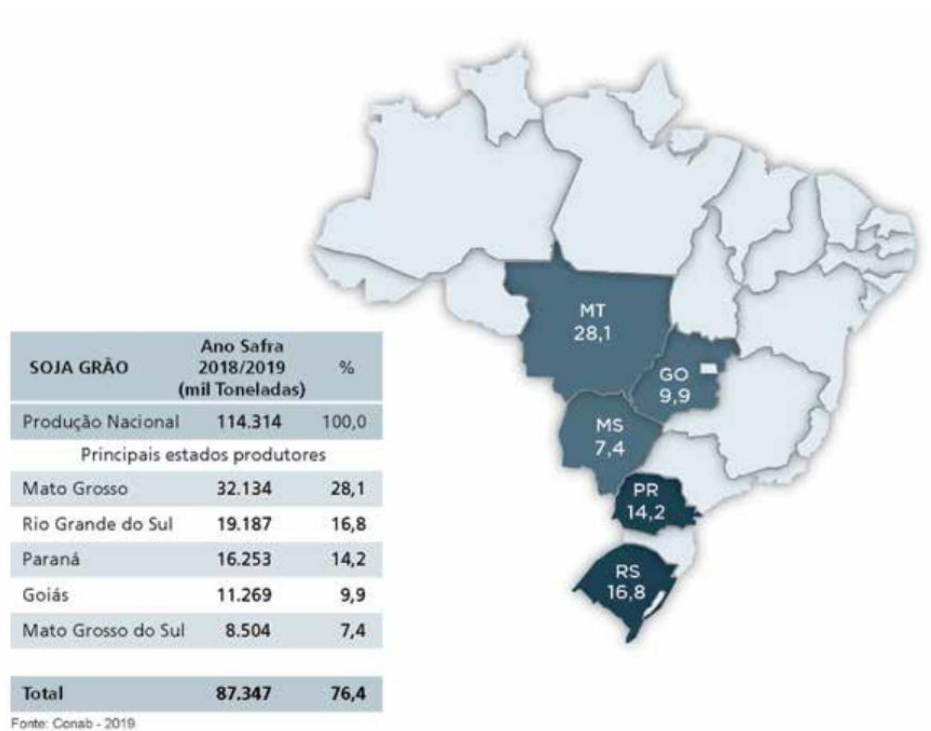 SOJA GRÃO Ano Safra 2018/2019 (mil Toneladas) %
Produção Nacional 114.314 100,0
Principais estados produtores
Mato Grosso 32.134 28,1
Rio Grande do Sul 19.187 16,8
Paraná 16.253 14,2
Goiás 11.269 9,9
Mato Grosso do Sul 8.504 7,4
Total 87.347 76,4
Fonte: Conab - 2019
MT
28,1
GO
9,9
MS
7,4
PR
14,2
RS
16,8